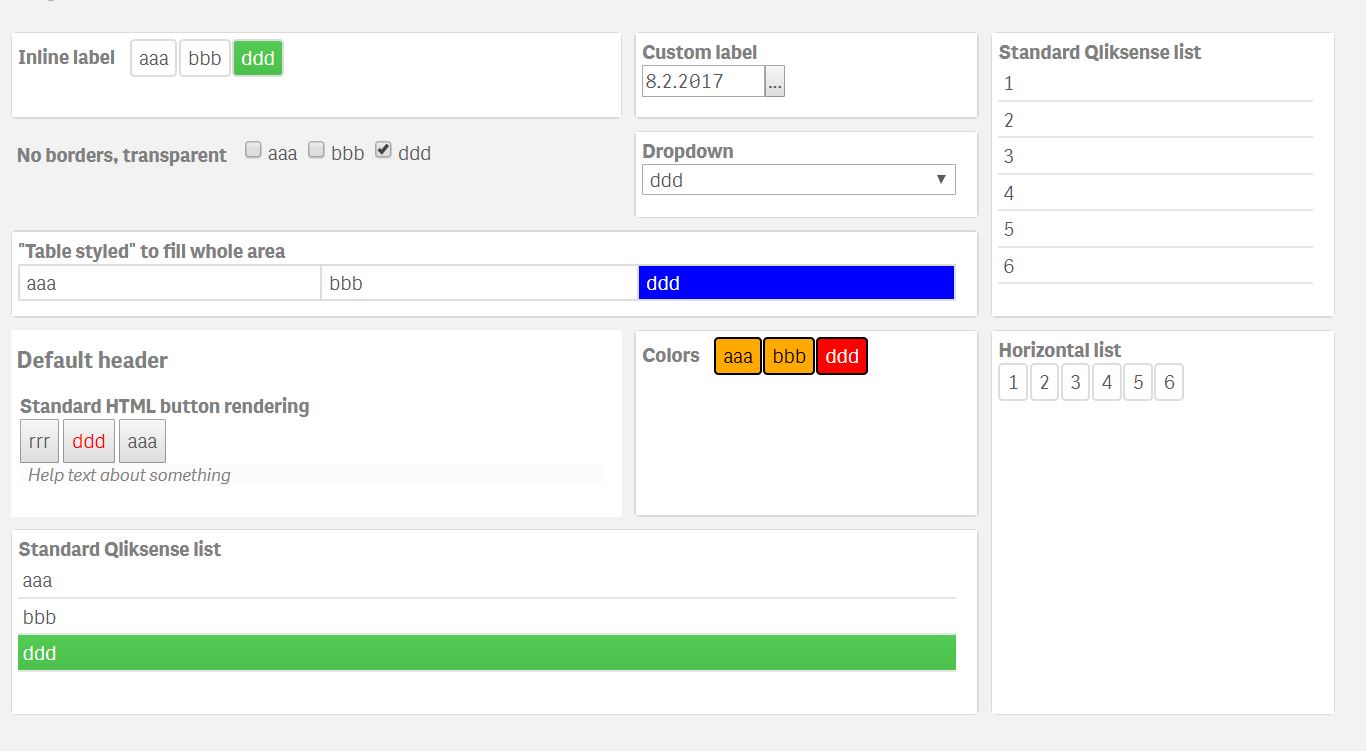 Inline label aaa bbb ddd
Custom label
8.2.2017 ...
Standard Qliksense list
1
2
3
4
5
6
No borders, transparent aaa bbb ddd
Dropdown
ddd
"Table styled" to fill whole area
aaa bbb ddd
Default header
Standard HTML button rendering
rrr ddd aaa
Help text about something
Colors aaa bbb ddd
Horizontal list
1 2 3 4 5 6
Standard Qliksense list
aaa
bbb
ddd